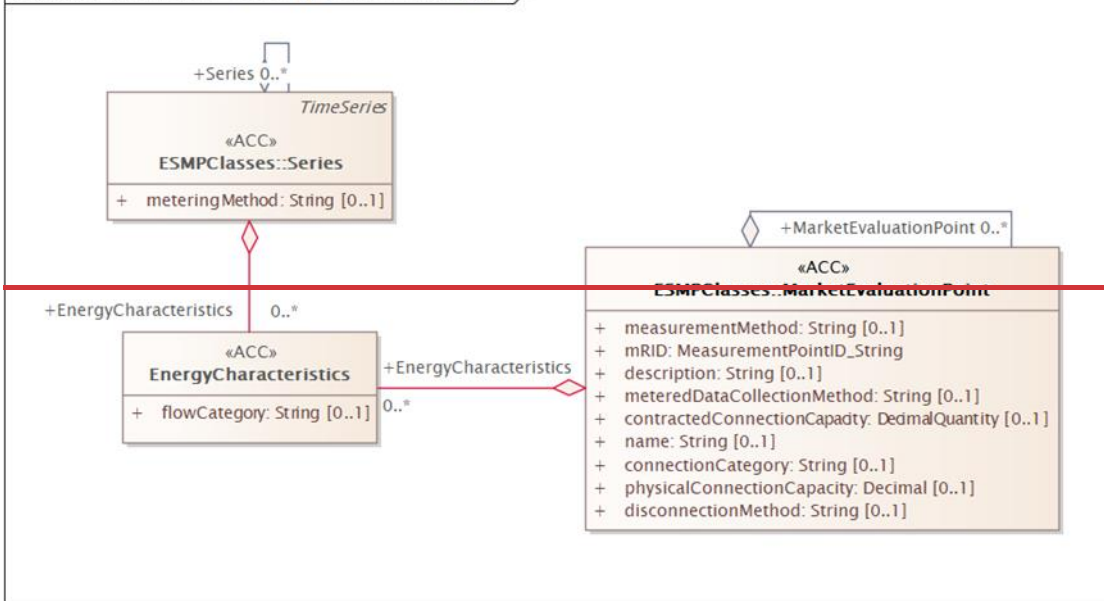 +Series 0..*
TimeSeries
«ACC»
ESMPClasses::Series
+ meteringMethod: String [0..1]
+MarketEvaluationPoint 0..*
«ACC»
ESMPClasses::MarketEvaluationPoint
+ measurementMethod: String [0..1]
+ mRID: MeasurementPointID_String
+ description: String [0..1]
+ meteredDataCollectionMethod: String [0..1]
+ contractedConnectionCapacity: DecimalQuantity [0..1]
+ name: String [0..1]
+ connectionCategory: String [0..1]
+ physicalConnectionCapacity: Decimal [0..1]
+ disconnectionMethod: String [0..1]
+EnergyCharacteristics 0..*
«ACC»
EnergyCharacteristics
+ flowCategory: String [0..1]
+EnergyCharacteristics
0..*